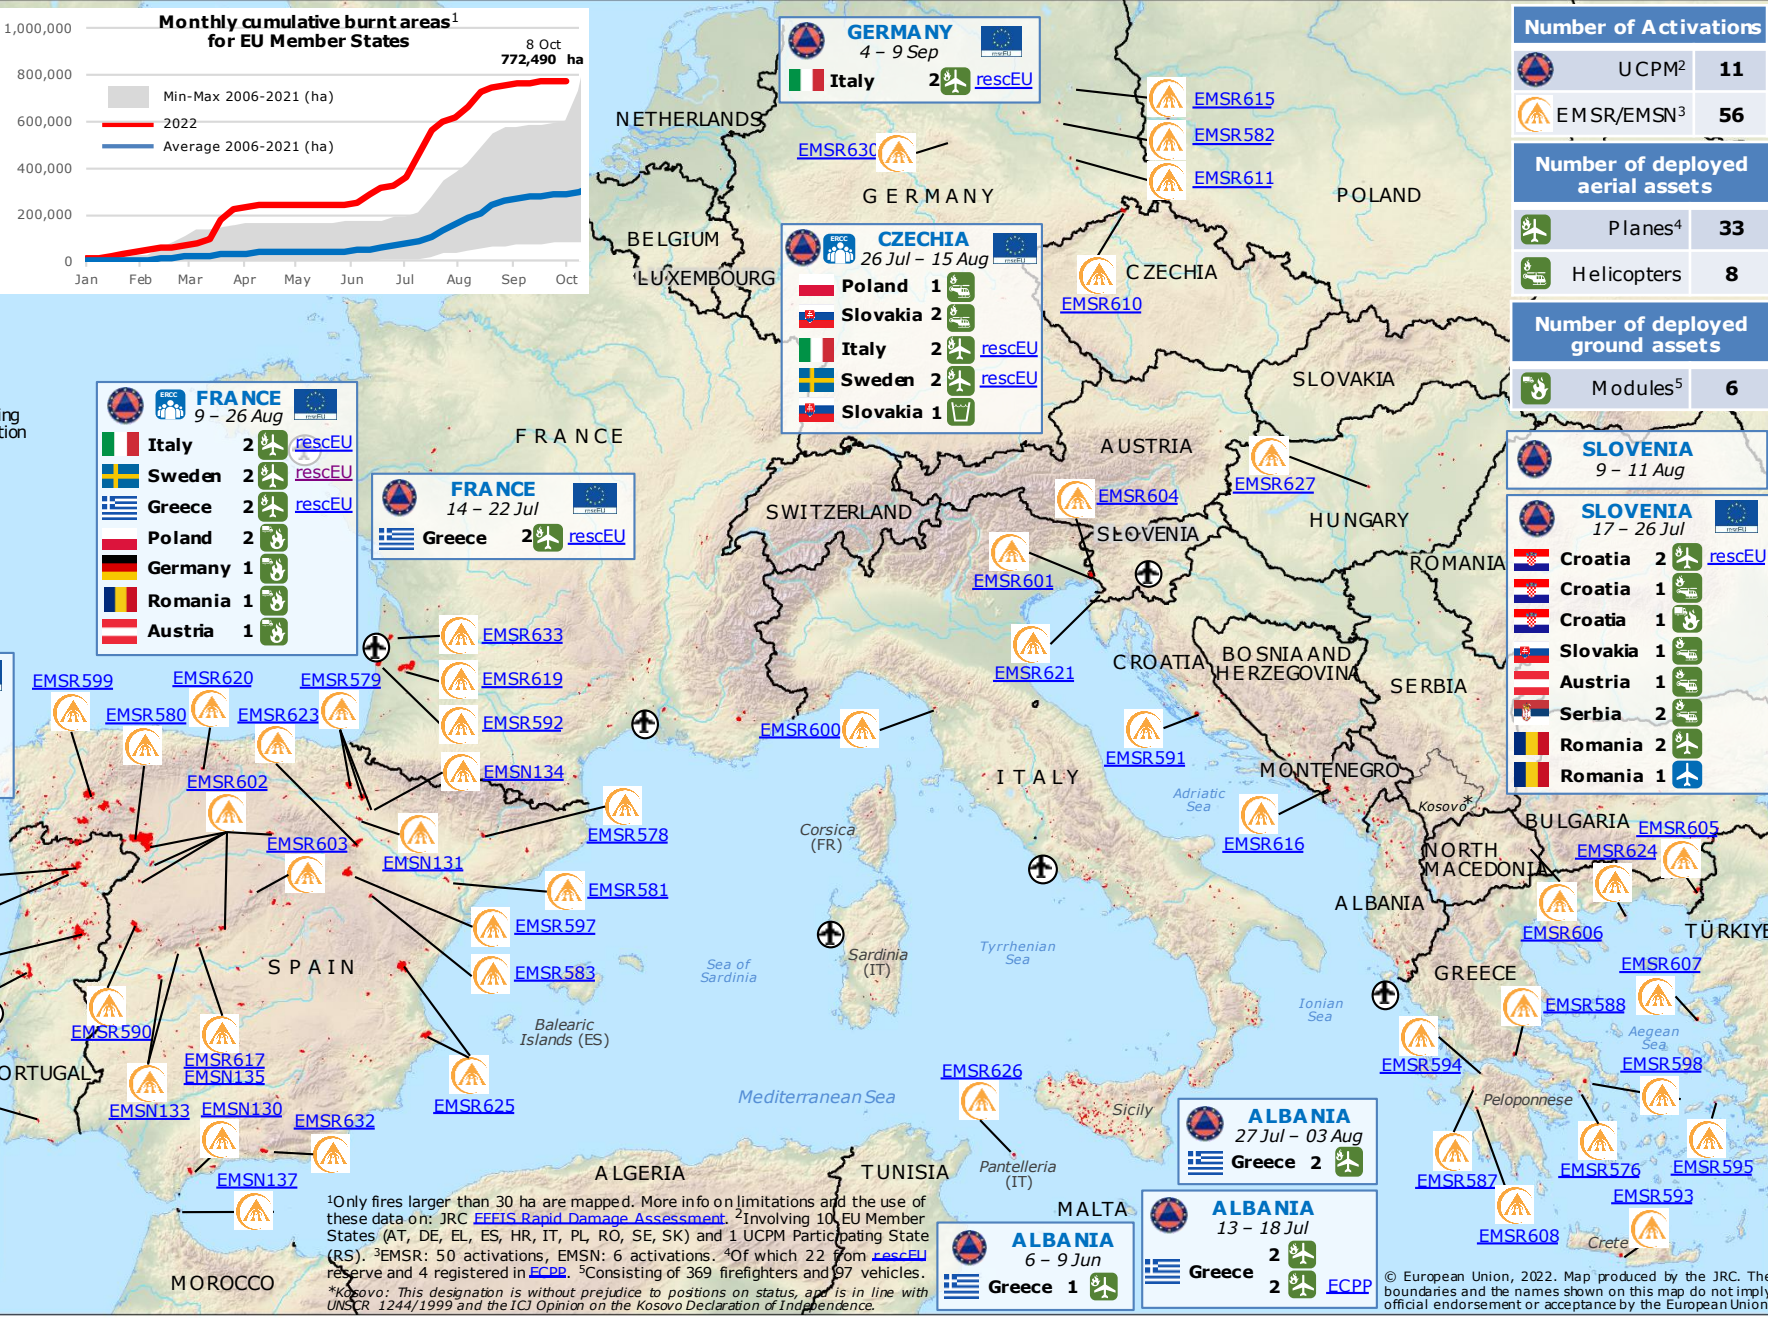 Monthly cumulative burnt areas1
for EU Member States
8 Oct
772,490 ha
1,000,000
800,000
600,000
400,000
200,000
0
Min-Max 2006-2021 (ha)
2022
Average 2006-2021 (ha)
Jan Feb Mar Apr May Jun Jul Aug Sep Oct
GERMANY
4 – 9 Sep
Italy 2 rescEU
Number of Activations
UCPM2 11
EMSR/EMSN3 56
Number of deployed
aerial assets
Planes4 33
Helicopters 8
Number of deployed
ground assets
Modules5 6
NETHERLANDS
EMSR630
EMSR615
EMSR582
EMSR611
GERMANY
POLAND
BELGIUM
LUXEMBOURG
ERCC
CZECHIA
26 Jul – 15 Aug
Poland 1
Slovakia 2
Italy 2 rescEU
Sweden 2 rescEU
Slovakia 1
CZECHIA
EMSR610
SLOVAKIA
ing
tion
ERCC
FRANCE
9 – 26 Aug
rescEU
Italy 2 rescEU
Sweden 2 rescEU
Greece 2 rescEU
Poland 2
Germany 1
Romania 1
Austria 1
FRANCE
FRANCE
14 – 22 Jul
rescEU
Greece 2 rescEU
AUSTRIA
EMSR627
SLOVENIA
9 – 11 Aug
SLOVENIA
17 – 26 Jul
rescEU
Croatia 2 rescEU
Croatia 1
Croatia 1
Slovakia 1
Austria 1
Serbia 2
Romania 2
Romania 1
SWITZERLAND
EMSR604
SLOVENIA
HUNGARY
ROMANIA
EMSR601
EMSR621
CROATIA
BOSNIA AND
HERZEGOVINA
SERBIA
EMSR633
EMSR619
EMSR592
EMSN134
EMSR599
EMSR620
EMSR579
EMSR580
EMSR623
EMSR602
EMSR603
EMSN131
EMSR578
EMSR600
EMSR591
ITALY
MONTENEGRO
Adriatic
Sea
Kosovo*
EMSR616
BULGARIA
EMSR605
EMSR624
NORTH
MACEDONIA
Corsica
(FR)
EMSR581
EMSR597
EMSR583
ALBANIA
EMSR606
TÜRKIYE
SPAIN
Sea of
Sardinia
Sardinia
(IT)
Tyrrhenian
Sea
GREECE
EMSR607
EMSR588
Ionian
Sea
Aegean
Sea
EMSR590
Balearic
Islands (ES)
EMSR617
EMSN135
ORTUGAL
EMSN133
EMSN130
EMSR632
EMSR625
EMSN137
Mediterranean Sea
EMSR626
Sicily
EMSR594
EMSR598
Peloponnese
EMSR587
EMSR576
EMSR595
EMSR593
EMSR608
Crete
ALBANIA
27 Jul – 03 Aug
Greece 2
ALGERIA
TUNISIA
Pantelleria
(IT)
MALTA
ALBANIA
13 – 18 Jul
Greece 2
2 ECPP
ALBANIA
6 – 9 Jun
Greece 1
MOROCCO
1Only fires larger than 30 ha are mapped. More info on limitations and the use of
these data on: JRC EFFIS Rapid Damage Assessment. 2Involving 10 EU Member
States (AT, DE, EL, ES, HR, IT, PL, RO, SE, SK) and 1 UCPM Participating State
(RS). 3EMSR: 50 activations, EMSN: 6 activations. 4Of which 22 from rescEU
reserve and 4 registered in ECPP. 5Consisting of 369 firefighters and 97 vehicles.
*Kosovo: This designation is without prejudice to positions on status, and is in line with
UNSCR 1244/1999 and the ICJ Opinion on the Kosovo Declaration of Independence.
© European Union, 2022. Map produced by the JRC. The
boundaries and the names shown on this map do not imply
official endorsement or acceptance by the European Union